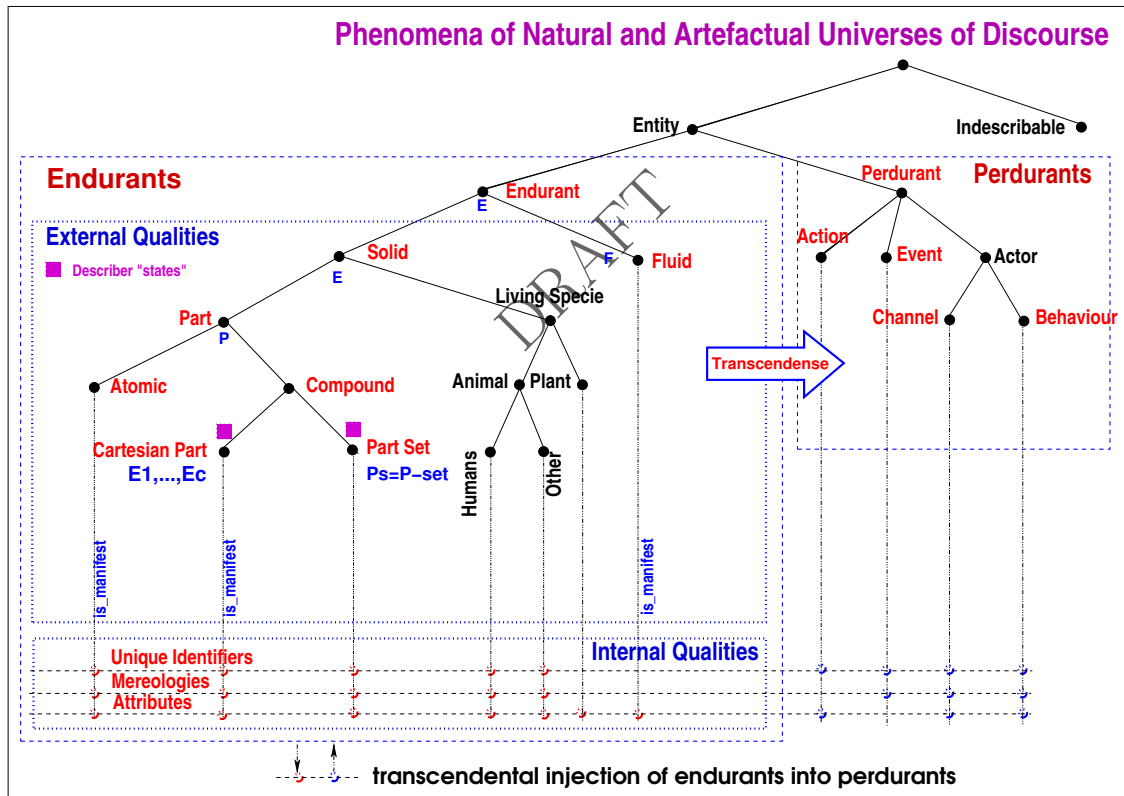 Phenomena of Natural and Artefactual Universes of Discourse
Entity
Indescribable
Endurants
Endurant
E
Perdurant
Perdurants
External Qualities
Describer "states"
Solid
E
F
Fluid
Action
Event
Actor
Living Specie
DRAFT
Part
P
Channel
Behaviour
Transcendense
Atomic
Compound
Animal
Plant
Cartesian Part
E1,...,Ec
Part Set
Ps=P-set
Humans
Other
is_manifest
is_manifest
is_manifest
Unique Identifiers
Internal Qualities
Mereologies
Attributes
transcendental injection of endurants into perdurants